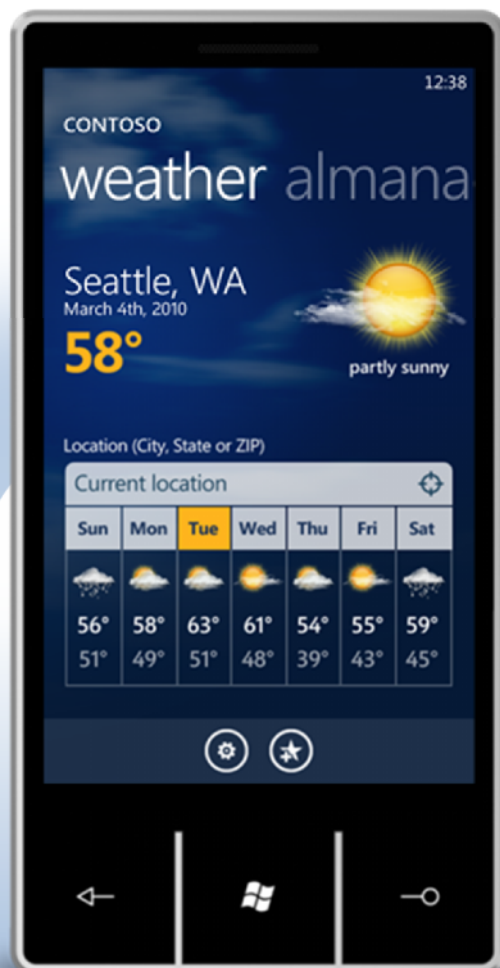 12:38
CONTOSO
weather almana
Seattle, WA
March 4th, 2010
58°
partly sunny
Location (City, State or ZIP)
Current location
Sun Mon Tue Wed Thu Fri Sat
56° 58° 63° 61° 54° 55° 59°
51° 49° 51° 48° 39° 43° 45°